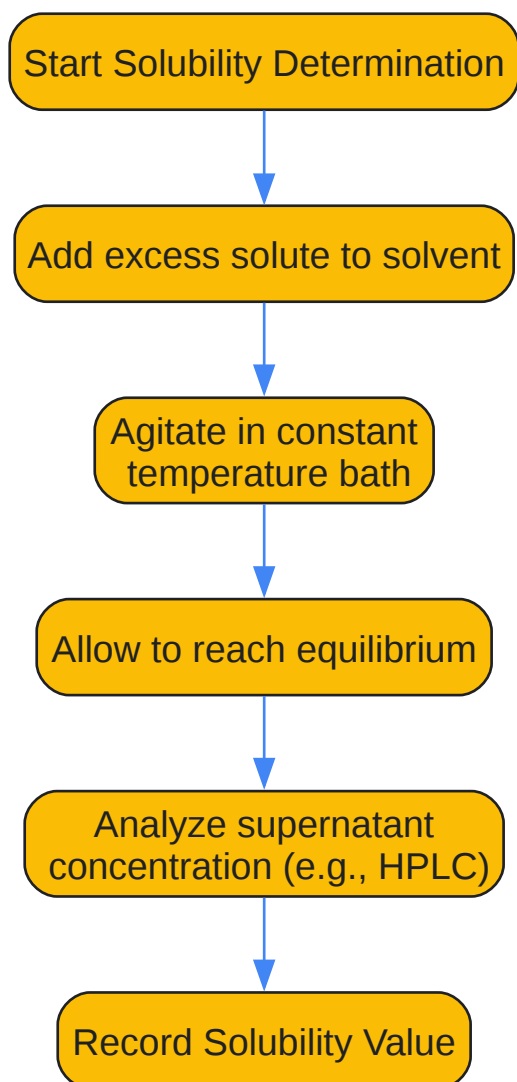 Start Solubility Determination
Add excess solute to solvent
Agitate in constant
temperature bath
Allow to reach equilibrium
Analyze supernatant
concentration (e.g., HPLC)
Record Solubility Value